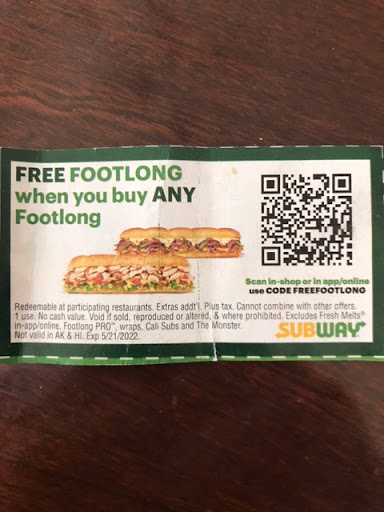 FREE FOOTLONG
when you buy ANY
Footlong
Scan in-shop or in app/online
use CODE FREEFOOTLONG
Redeemable at participating restaurants. Extras addt'l. Plus tax. Cannot combine with other offers.
1 use. No cash value. Void if sold, reproduced or altered, & where prohibited. Excludes Fresh Melts®
in-app/online, Footlong PRO™, wraps, Cali Subs and The Monster.
Not valid in AK & HI. Exp 5/21/2022.
SUBWAY